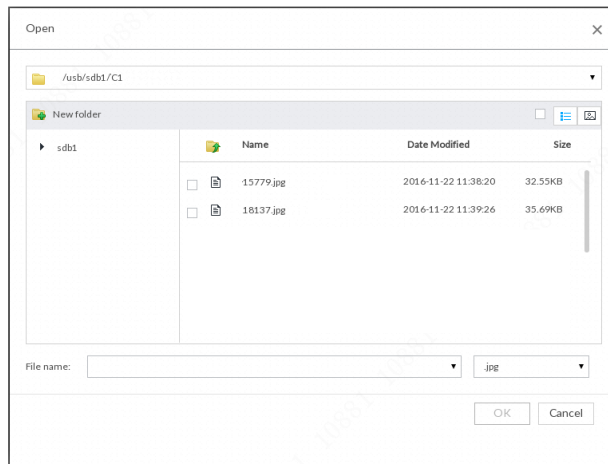 Open
/usb/sdb1/C1
New folder
sdb1
Name Date Modified Size
15779.jpg 2016-11-22 11:38:20 32.55KB
18137.jpg 2016-11-22 11:39:26 35.69KB
File name: .jpg
OK Cancel